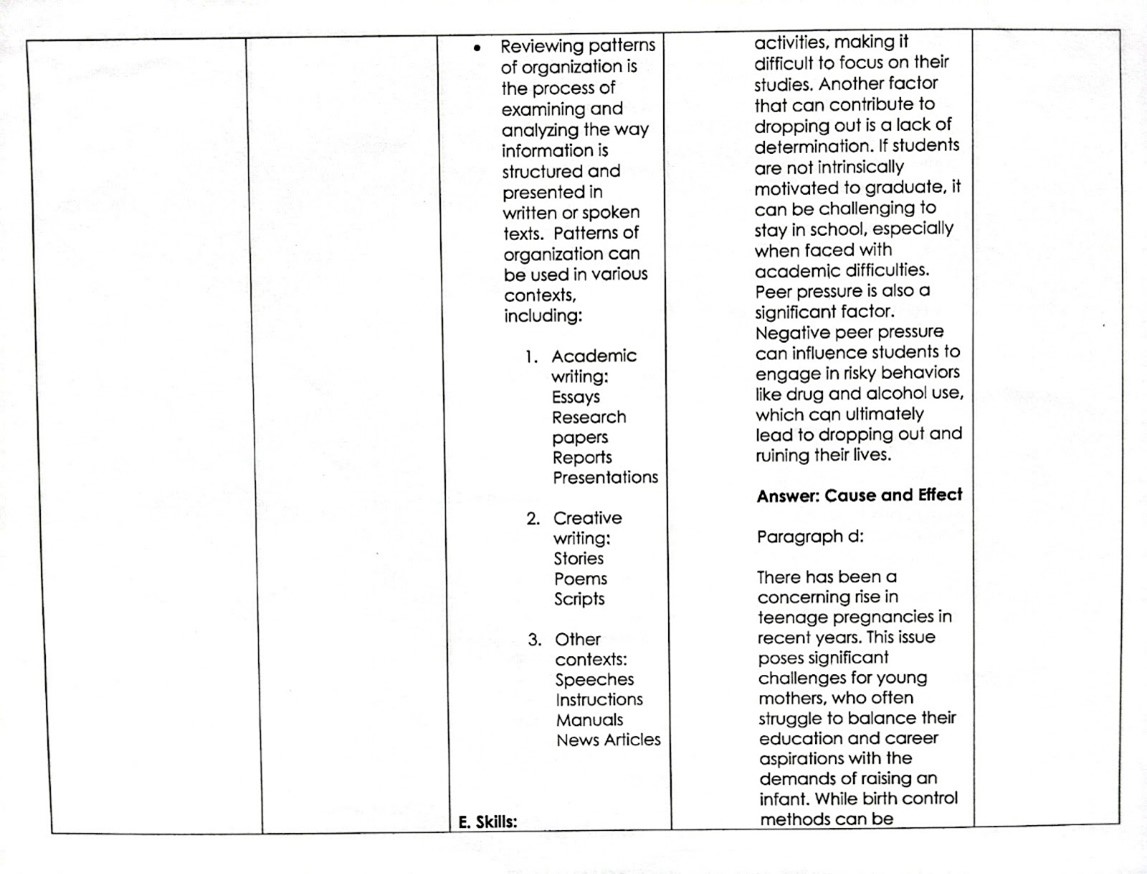 • Reviewing patterns
of organization is
the process of
examining and
analyzing the way
information is
structured and
presented in
written or spoken
texts. Patterns of
organization can
be used in various
contexts,
including:
1. Academic
writing:
Essays
Research
papers
Reports
Presentations
2. Creative
writing:
Stories
Poems
Scripts
3. Other
contexts:
Speeches
Instructions
Manuals
News Articles
E. Skills:
activities, making it
difficult to focus on their
studies. Another factor
that can contribute to
dropping out is a lack of
determination. If students
are not intrinsically
motivated to graduate, it
can be challenging to
stay in school, especially
when faced with
academic difficulties.
Peer pressure is also a
significant factor.
Negative peer pressure
can influence students to
engage in risky behaviors
like drug and alcohol use,
which can ultimately
lead to dropping out and
ruining their lives.
Answer: Cause and Effect
Paragraph d:
There has been a
concerning rise in
teenage pregnancies in
recent years. This issue
poses significant
challenges for young
mothers, who often
struggle to balance their
education and career
aspirations with the
demands of raising an
infant. While birth control
methods can be